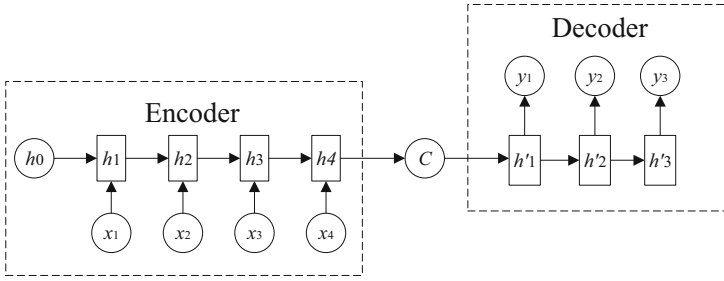 Decoder
y1 y2 y3
Encoder
h0 h1 h2 h3 h4 C h'1 h'2 h'3
x1 x2 x3 x4